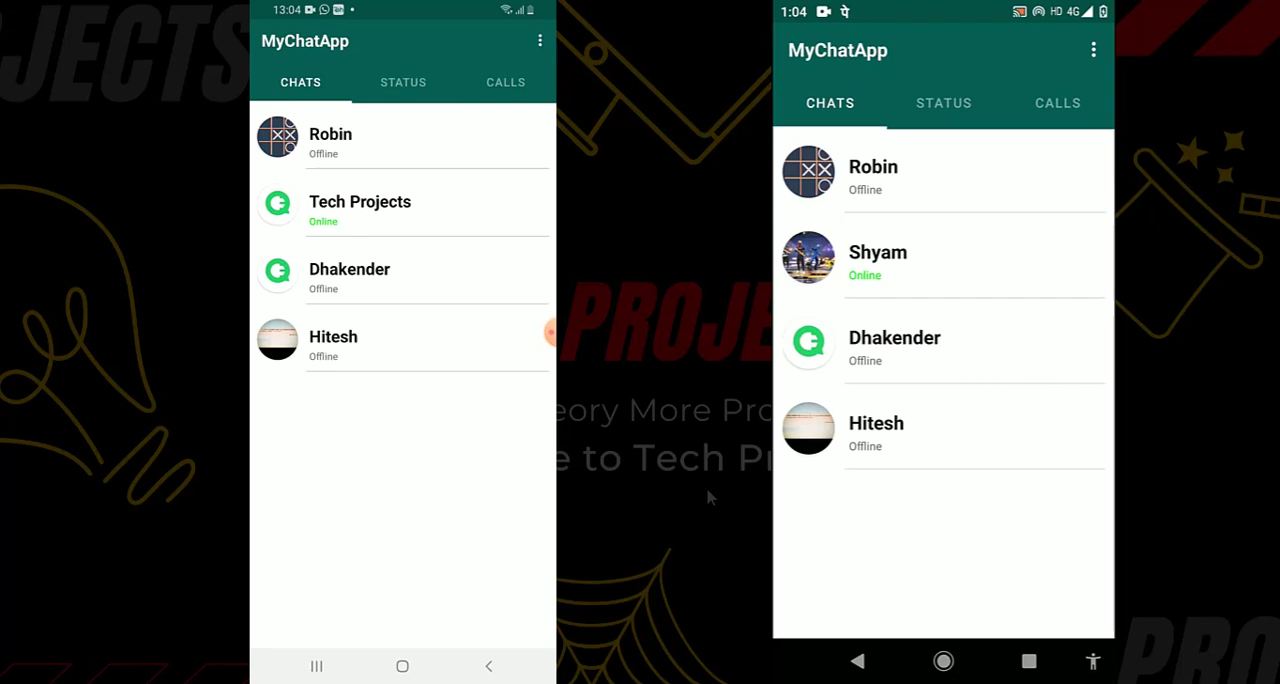 JECTS
13:04
MyChatApp
CHATS STATUS CALLS
Robin
Offline
Tech Projects
Online
Dhakender
Offline
Hitesh
Offline
PROJE
eory More Pro
e to Tech P
1:04 HD 4G
MyChatApp
CHATS STATUS CALLS
Robin
Offline
Shyam
Online
Dhakender
Offline
Hitesh
Offline
PROJE